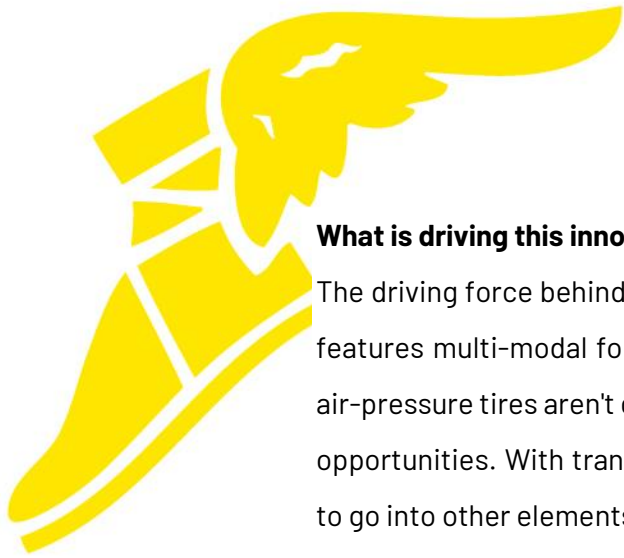 What is driving this inno
The driving force behind
features multi-modal fo
air-pressure tires aren't
opportunities. With tran
to go into other elements